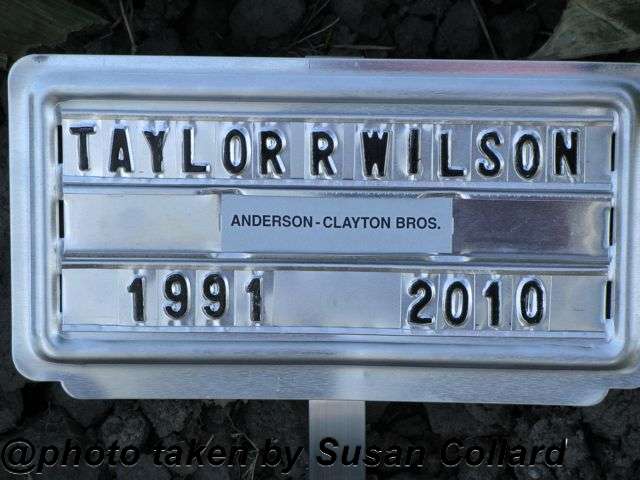 TAYLOR R WILSON
ANDERSON-CLAYTON BROS.
1991 2010
@photo taken by Susan Collard